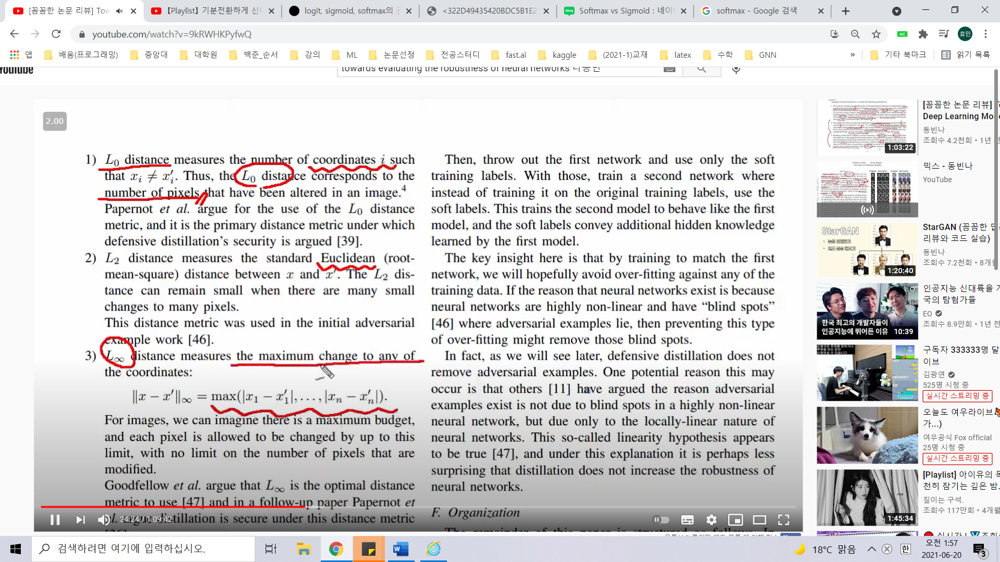 [꼼꼼한 논문 리뷰] Tow
【Playlist】기분전환하게 신나
logit, sigmoid, softmax의 관
<322D49435420BDC5B1E2
Softmax vs Sigmoid : 네이버
softmax - Google 검색
youtube.com/watch?v=9kRWHKPyfwQ
AC
효민
앱
배움(프로그래밍)
중앙대
대학원
백준_순서
강의
ML
논문선정
전공스터디
fast.ai
kaggle
(2021-1)교재
latex
수학
GNN
»
기타 북마크
읽기 목록
YouTube
towards evaluating the robustness of neural networks 나동빈
2.00
1) L₀ distance measures the number of coordinates i such
that xᵢ ≠ x′ᵢ. Thus, the L₀ distance corresponds to the
number of pixels that have been altered in an image.⁴
Papernot et al. argue for the use of the L₀ distance
metric, and it is the primary distance metric under which
defensive distillation's security is argued [39].
2) L₂ distance measures the standard Euclidean (root-
mean-square) distance between x and x′. The L₂ dis-
tance can remain small when there are many small
changes to many pixels.
This distance metric was used in the initial adversarial
example work [46].
3) L∞ distance measures the maximum change to any of
the coordinates:
‖x − x′‖∞ = max(|x₁ − x′₁|, . . . , |xₙ − x′ₙ|).
For images, we can imagine there is a maximum budget,
and each pixel is allowed to be changed by up to this
limit, with no limit on the number of pixels that are
modified.
Goodfellow et al. argue that L∞ is the optimal distance
metric to use [47] and in a follow-up paper Papernot et
al. argue distillation is secure under this distance metric
[36].
Then, throw out the first network and use only the soft
training labels. With those, train a second network where
instead of training it on the original training labels, use the
soft labels. This trains the second model to behave like the first
model, and the soft labels convey additional hidden knowledge
learned by the first model.
The key insight here is that by training to match the first
network, we will hopefully avoid over-fitting against any of the
training data. If the reason that neural networks exist is because
neural networks are highly non-linear and have “blind spots”
[46] where adversarial examples lie, then preventing this type
of over-fitting might remove those blind spots.
In fact, as we will see later, defensive distillation does not
remove adversarial examples. One potential reason this may
occur is that others [11] have argued the reason adversarial
examples exist is not due to blind spots in a highly non-linear
neural network, but due only to the locally-linear nature of
neural networks. This so-called linearity hypothesis appears
to be true [47], and under this explanation it is perhaps less
surprising that distillation does not increase the robustness of
neural networks.
F. Organization
The remainder of this paper is structured as follows. In
24:24 / 1:09:42
1:03:22
[꼼꼼한 논문 리뷰]
Deep Learning Mo
동빈나
조회수 4.2천회 • 1년 전
믹스 - 동빈나
YouTube
StarGAN
1:20:40
StarGAN (꼼꼼한
리뷰와 코드 실습)
동빈나
조회수 7.2천회 • 8개월
EO
한국 최고의 개발자들이
인공지능에 뛰어든 이유
10:39
인공지능 신대륙을
국의 탐험가들
EO
조회수 8.9만회 • 1년 전
구독자 333333명 달
이브
김광연
525명 시청 중
실시간 스트리밍 중
오늘도 여우라이브
가...)
여우공식 Fox official
25명 시청 중
실시간 스트리밍 중
1:45:34
[Playlist] 아이유의
천히 잠기는 깊은 밤.
짚이는 구석.
조회수 117만회 • 4개월
검색하려면 여기에 입력하십시오.
18°C 맑음
한
오전 1:57
2021-06-20
3